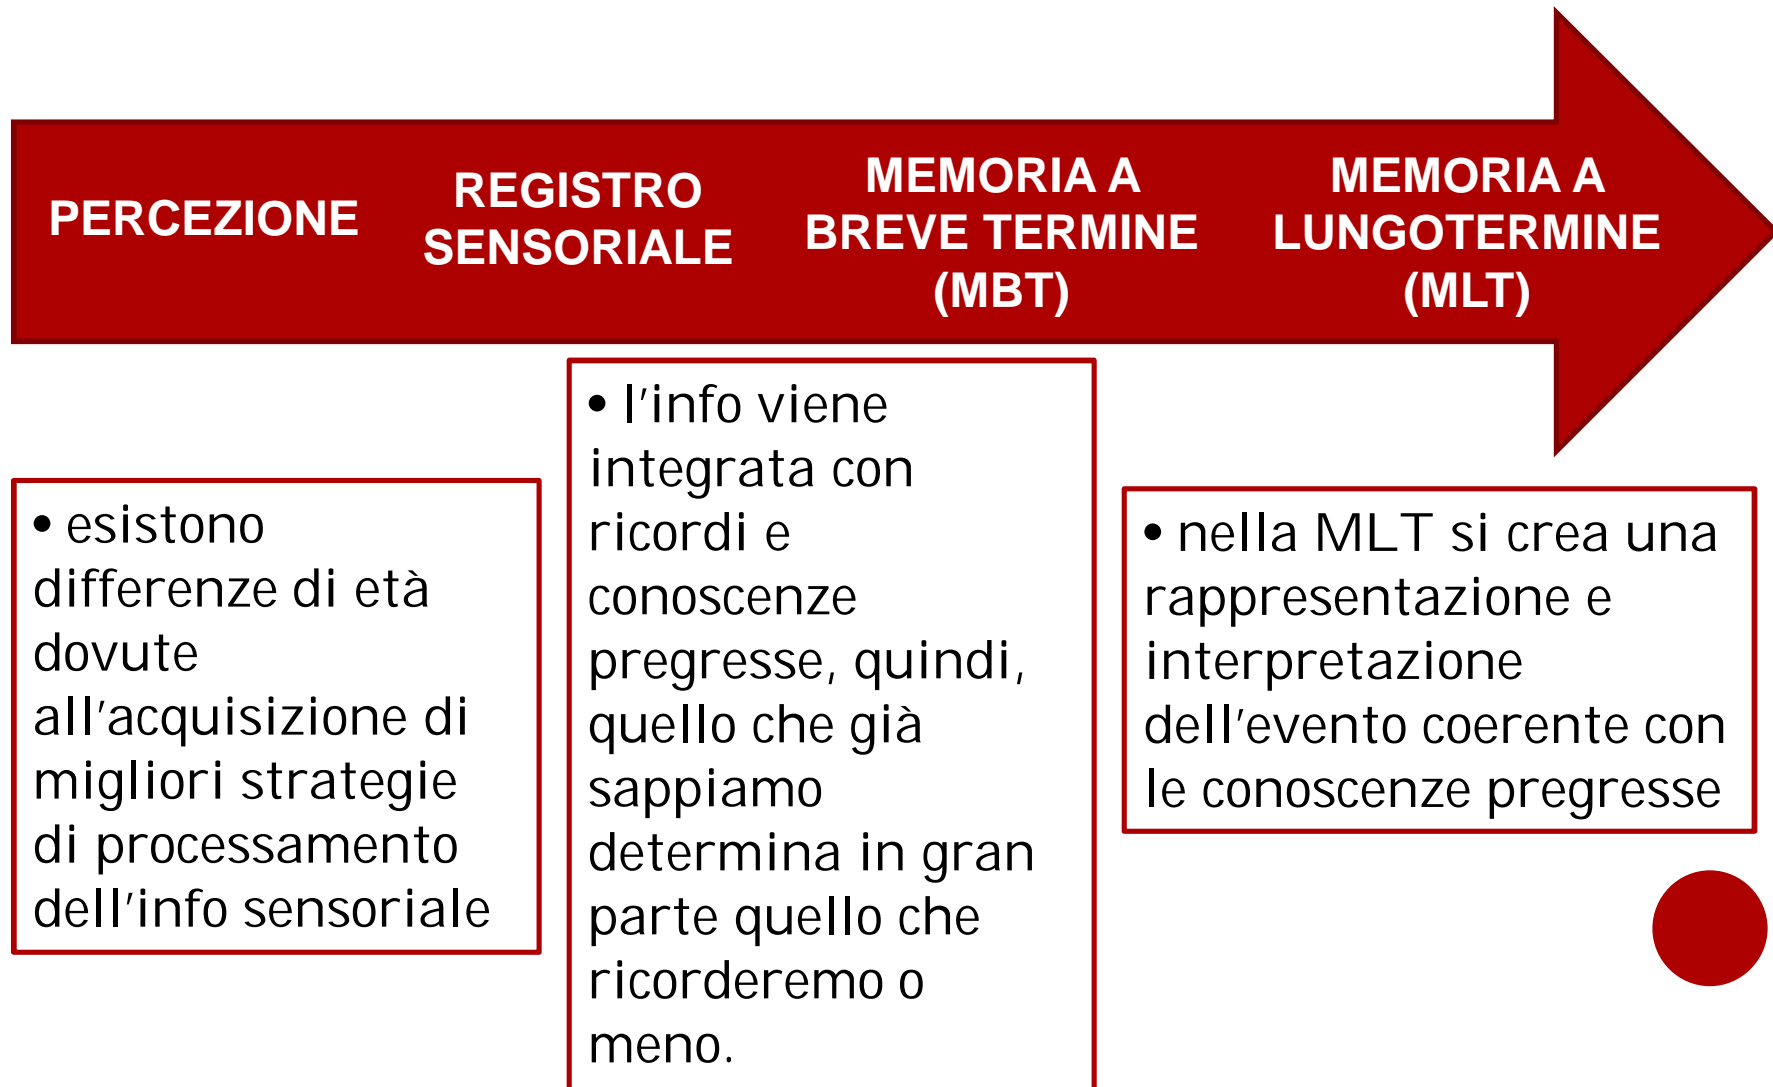 PERCEZIONE
REGISTRO
SENSORIALE
MEMORIA A
BREVE TERMINE
(MBT)
MEMORIA A
LUNGOTERMINE
(MLT)
• esistono
differenze di età
dovute
all'acquisizione di
migliori strategie
di processamento
dell'info sensoriale
• l'info viene
integrata con
ricordi e
conoscenze
pregresse, quindi,
quello che già
sappiamo
determina in gran
parte quello che
ricorderemo o
meno.
• nella MLT si crea una
rappresentazione e
interpretazione
dell'evento coerente con
le conoscenze pregresse